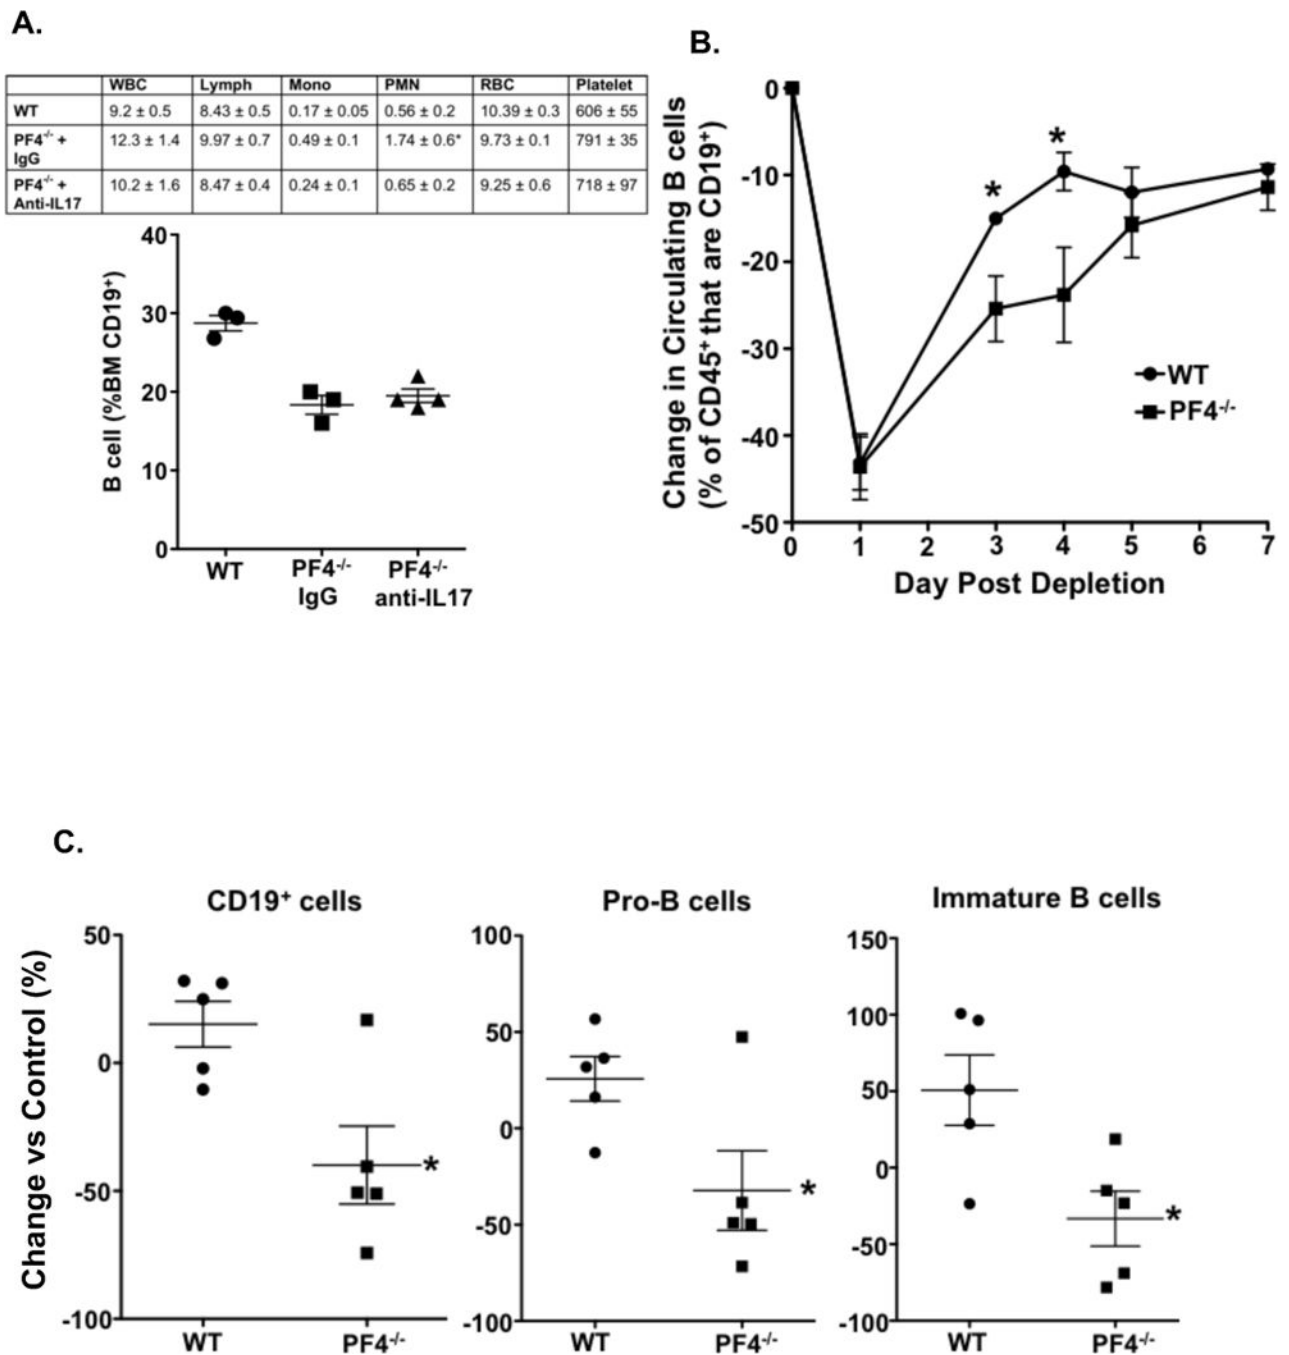 A.
WBC Lymph Mono PMN RBC Platelet
WT 9.2 ± 0.5 8.43 ± 0.5 0.17 ± 0.05 0.56 ± 0.2 10.39 ± 0.3 606 ± 55
PF4-/- + 12.3 ± 1.4 9.97 ± 0.7 0.49 ± 0.1 1.74 ± 0.6* 9.73 ± 0.1 791 ± 35
IgG
PF4-/- + 10.2 ± 1.6 8.47 ± 0.4 0.24 ± 0.1 0.65 ± 0.2 9.25 ± 0.6 718 ± 97
Anti-IL17
B cell (%BM CD19+)
40
30
20
10
0
WT PF4-/- PF4-/-
IgG anti-IL17
B.
Change in Circulating B cells
(% of CD45+ that are CD19+)
0
-10
-20
-30
-40
-50
*
*
WT
PF4-/-
0 1 2 3 4 5 6 7
Day Post Depletion
C.
Change vs Control (%)
CD19+ cells
50
0
-50
-100
*
WT PF4-/-
Pro-B cells
100
50
0
-50
-100
*
WT PF4-/-
Immature B cells
150
100
50
0
-50
-100
*
WT PF4-/-